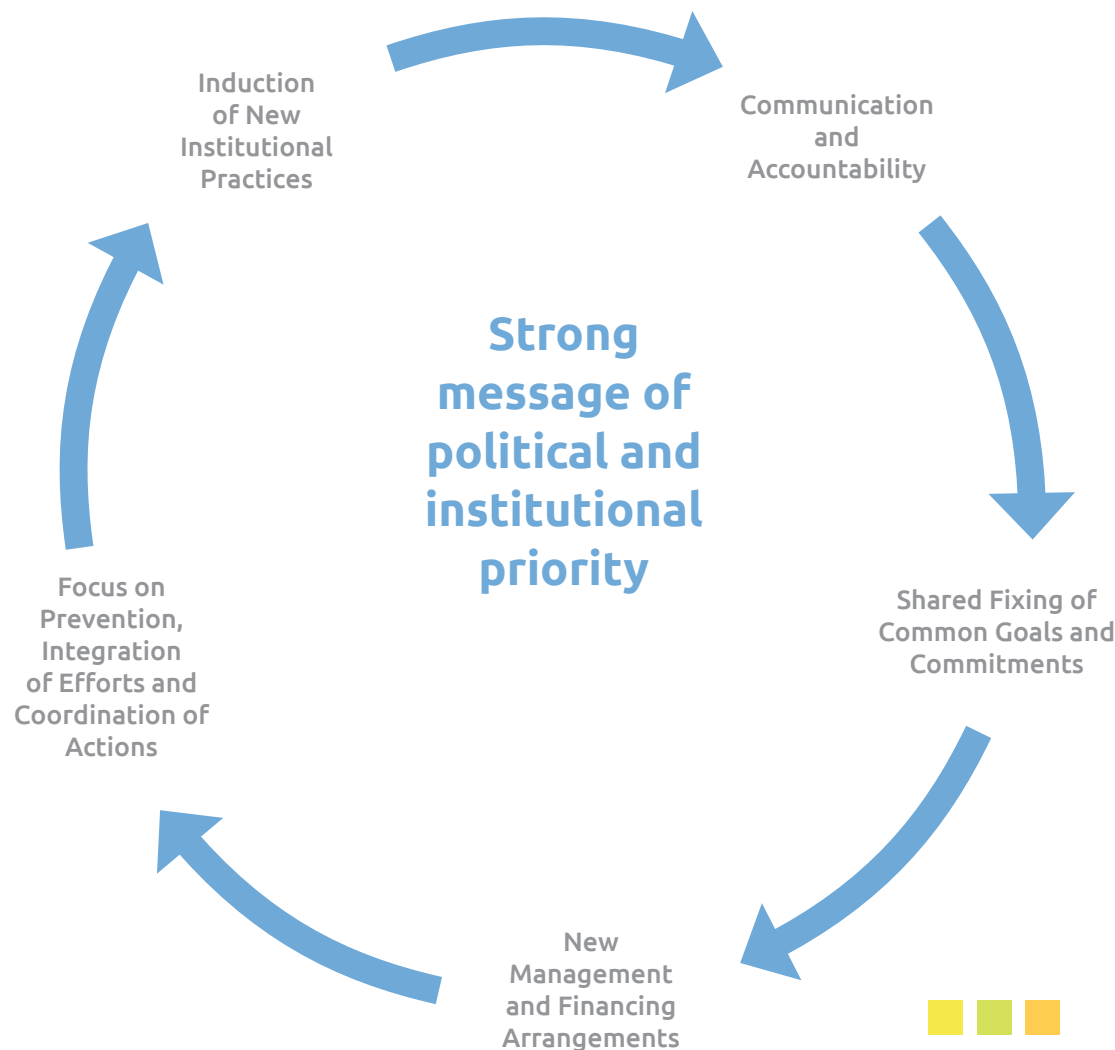 Induction
of New
Institutional
Practices
Communication
and
Accountability
Strong
message of
political and
institutional
priority
Focus on
Prevention,
Integration
of Efforts and
Coordination of
Actions
Shared Fixing of
Common Goals and
Commitments
New
Management
and Financing
Arrangements